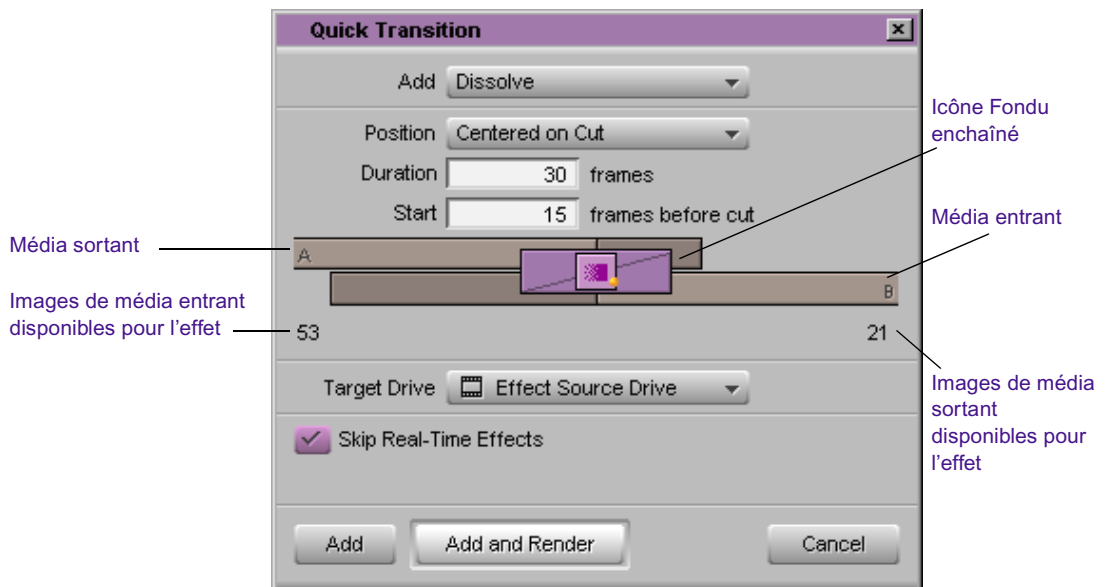 Quick Transition
Add Dissolve
Icône Fondu
enchaîné
Position Centered on Cut
Duration 30 frames
Start 15 frames before cut
Média entrant
Média sortant
A
B
Images de média entrant
disponibles pour l'effet
53
21
Images de média
sortant
disponibles pour
l'effet
Target Drive Effect Source Drive
Skip Real-Time Effects
Add
Add and Render
Cancel